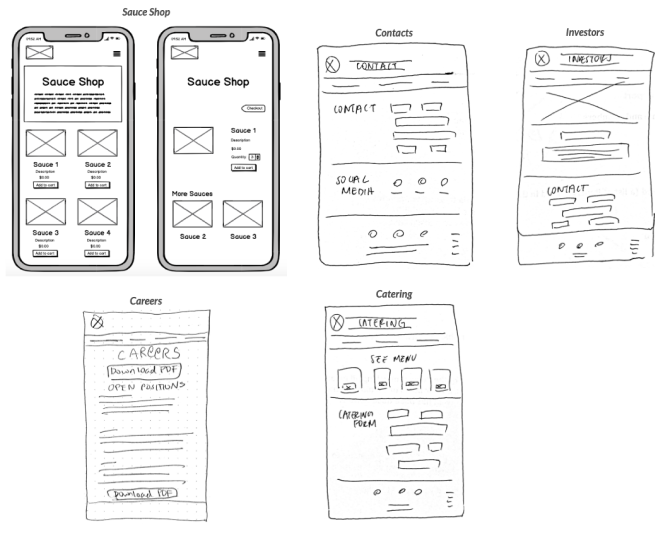 Sauce Shop
Sauce Shop
Sauce 1
Sauce 2
Description
Description
$0.00
$0.00
Add to cart
Add to cart
Sauce 3
Sauce 4
Description
Description
$0.00
$0.00
Add to cart
Add to cart
Sauce Shop
Checkout
Sauce 1
Description
$0.00
Quantity
Add to cart
More Sauces
Sauce 2
Sauce 3
Contacts
CONTACT
CONTACT
SOCIAL
MEDIA
Investors
INVESTORS
CONTACT
Careers
CAREERS
Download PDF
OPEN POSITIONS
Download PDF
Catering
CATERING
SEE MENU
CATERING
FORM